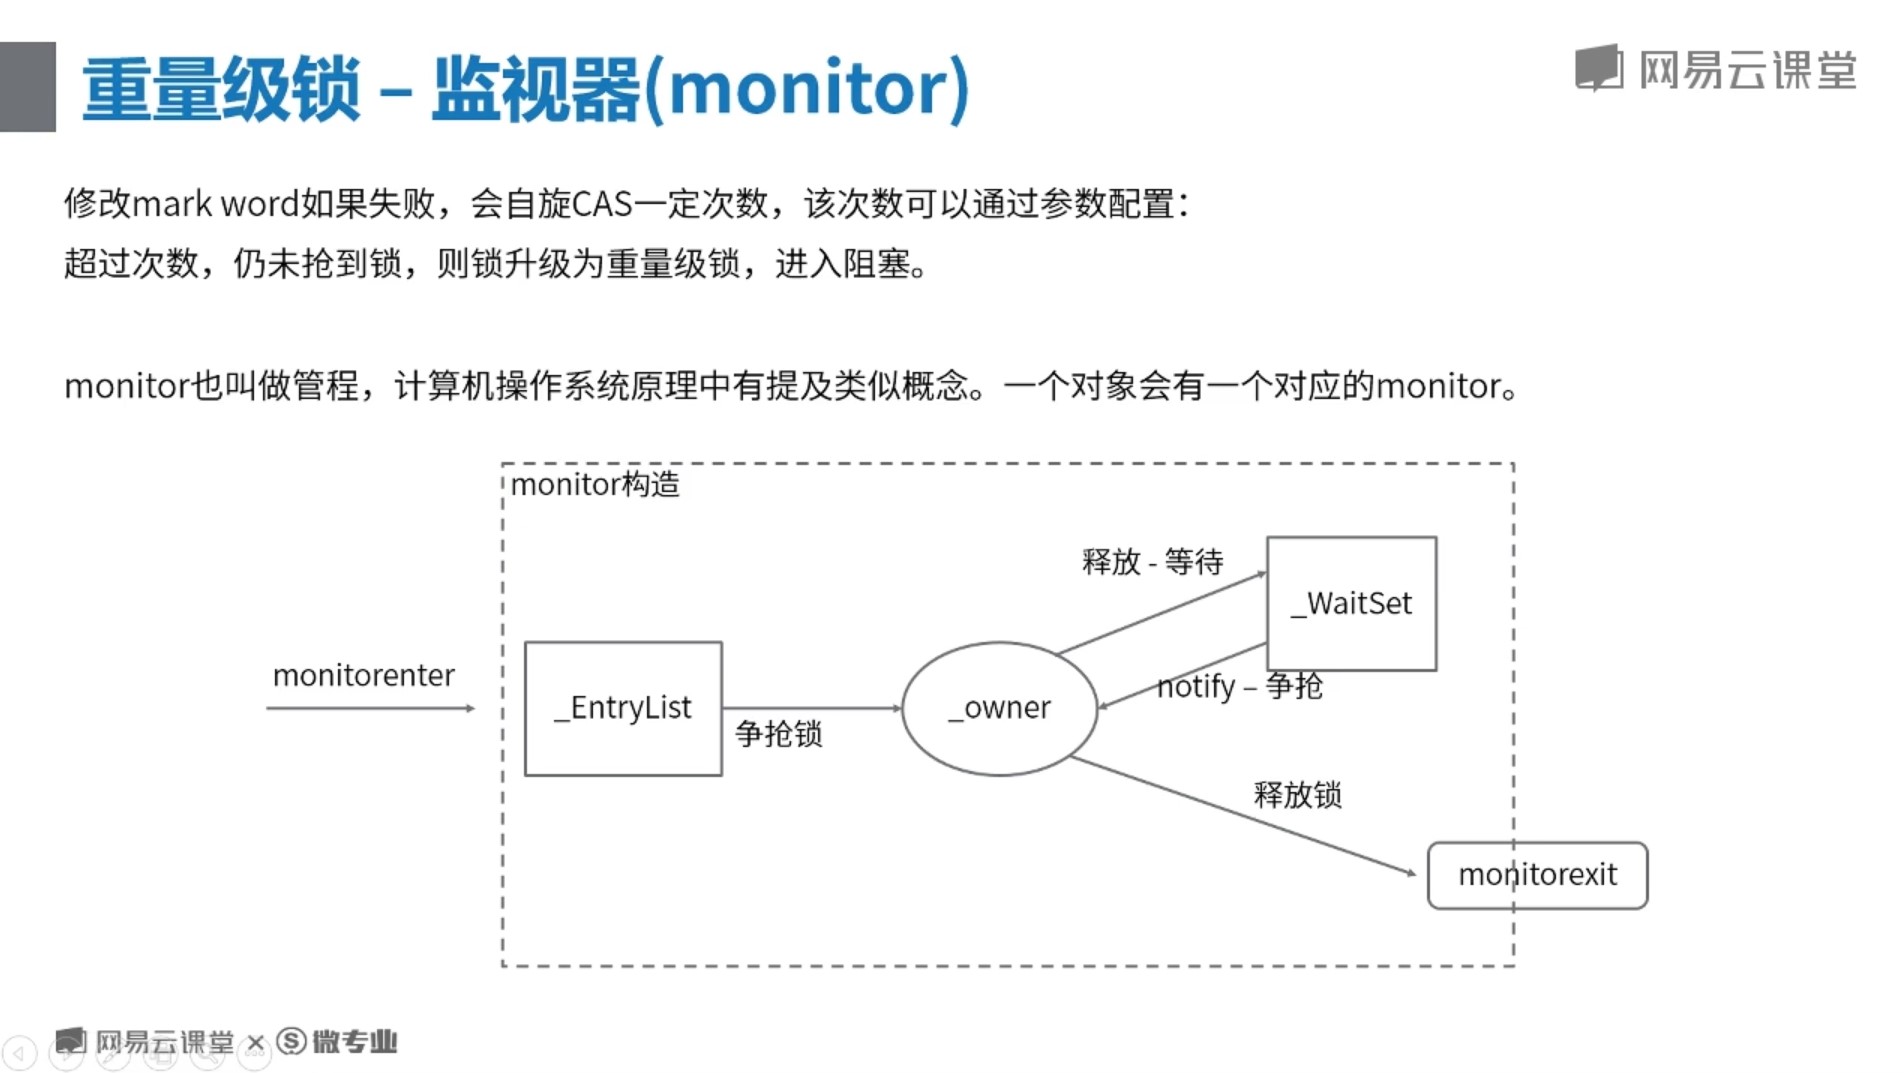 重量级锁 – 监视器(monitor)
网易云课堂
修改mark word如果失败，会自旋CAS一定次数，该次数可以通过参数配置：
超过次数，仍未抢到锁，则锁升级为重量级锁，进入阻塞。
monitor也叫做管程，计算机操作系统原理中有提及类似概念。一个对象会有一个对应的monitor。
monitor构造
释放 - 等待
_WaitSet
monitorenter
_EntryList
争抢锁
_owner
notify – 争抢
释放锁
monitorexit
网易云课堂 × 微专业